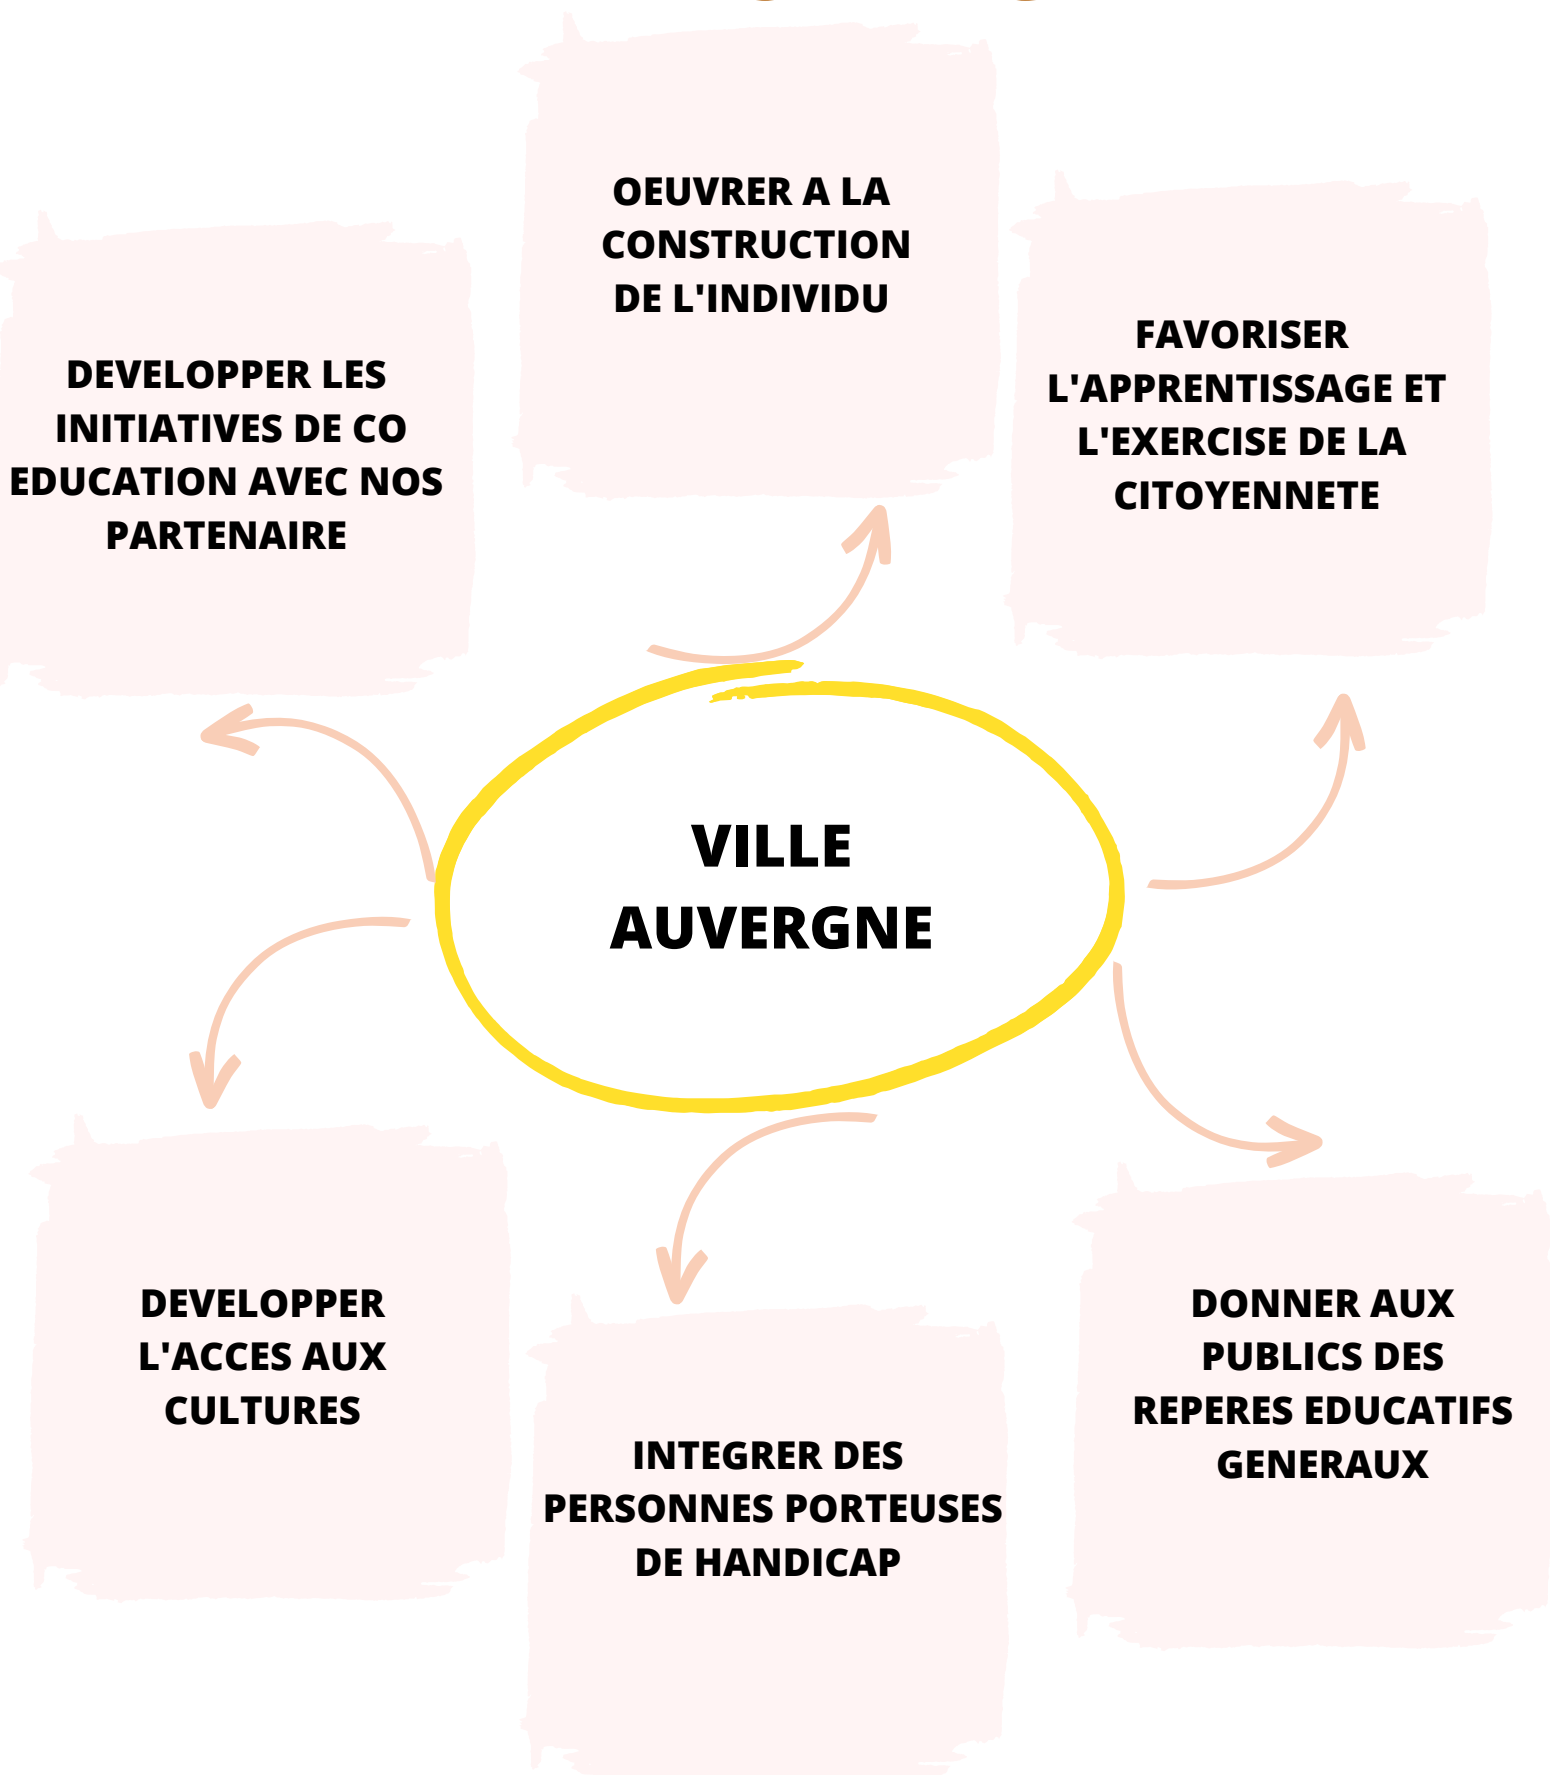 OEUVRER A LA
CONSTRUCTION
DE L'INDIVIDU
FAVORISER
L'APPRENTISSAGE ET
L'EXERCISE DE LA
CITOYENNETE
DEVELOPPER LES
INITIATIVES DE CO
EDUCATION AVEC NOS
PARTENAIRE
VILLE
AUVERGNE
DEVELOPPER
L'ACCES AUX
CULTURES
INTEGRER DES
PERSONNES PORTEUSES
DE HANDICAP
DONNER AUX
PUBLICS DES
REPERES EDUCATIFS
GENERAUX